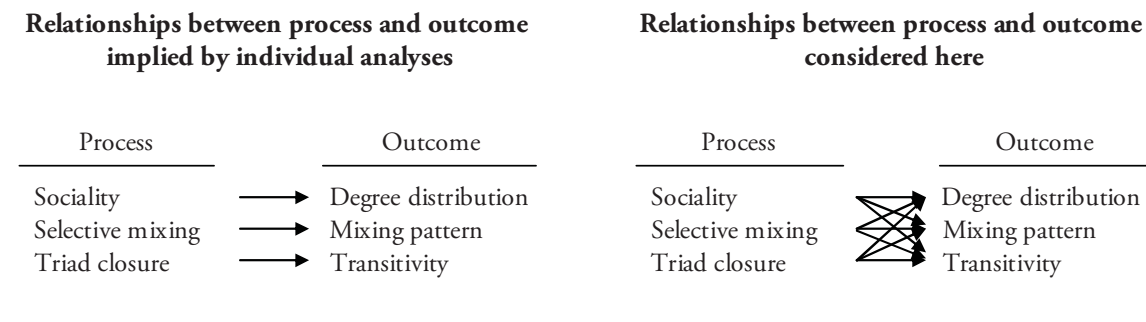 Relationships between process and outcome
implied by individual analyses
Process Outcome
Sociality Degree distribution
Selective mixing Mixing pattern
Triad closure Transitivity
Relationships between process and outcome
considered here
Process Outcome
Sociality Degree distribution
Selective mixing Mixing pattern
Triad closure Transitivity